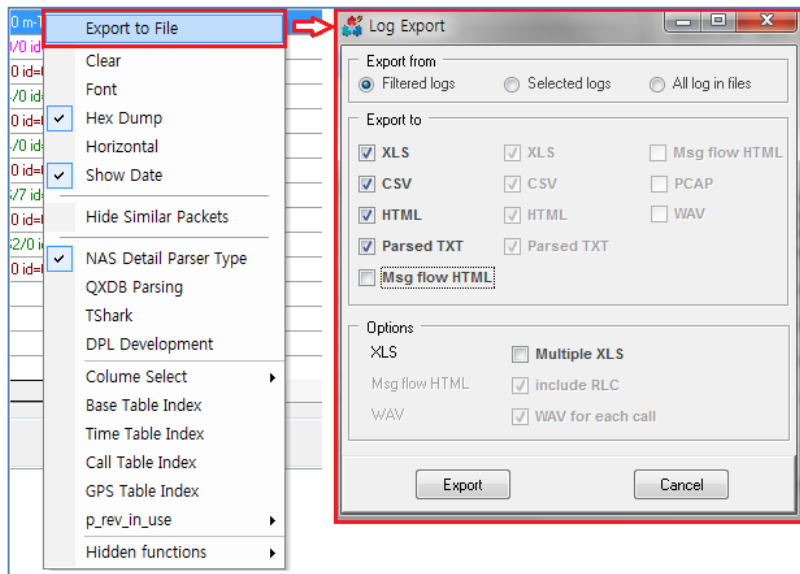 Export to File
Clear
Font
Hex Dump
Horizontal
Show Date
Hide Similar Packets
NAS Detail Parser Type
QXDB Parsing
TShark
DPL Development
Colume Select
Base Table Index
Time Table Index
Call Table Index
GPS Table Index
p_rev_in_use
Hidden functions
Log Export
Export from
Filtered logs Selected logs All log in files
Export to
XLS XLS Msg flow HTML
CSV CSV PCAP
HTML HTML WAV
Parsed TXT Parsed TXT
Msg flow HTML
Options
XLS Multiple XLS
Msg flow HTML include RLC
WAV WAV for each call
Export Cancel